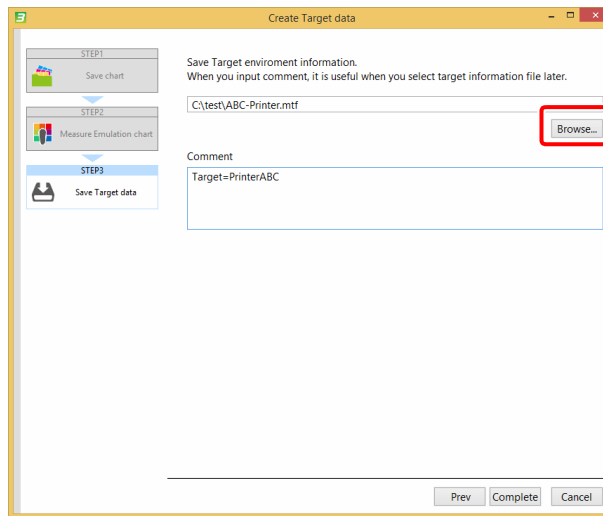 3
Create Target data
STEP1
Save chart
STEP2
Measure Emulation chart
STEP3
Save Target data
Save Target enviroment information.
When you input comment, it is useful when you select target information file later.
C:\test\ABC-Printer.mtf
Browse...
Comment
Target=PrinterABC
Prev
Complete
Cancel